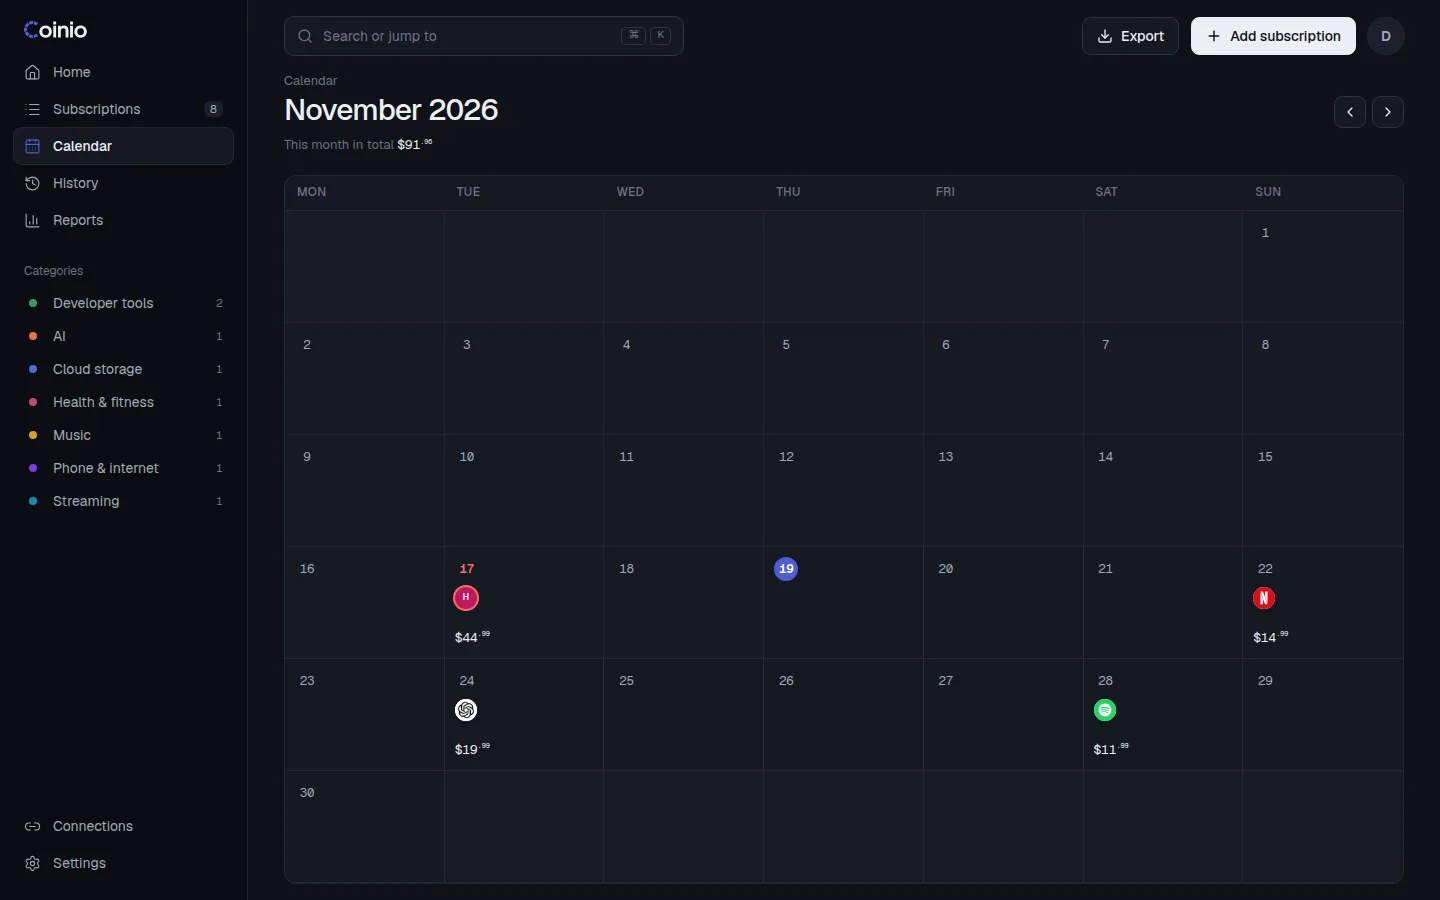 Coinio
Search or jump to ⌘ K
Export
Add subscription
D
Home
Subscriptions 8
Calendar
History
Reports
Categories
Developer tools 2
AI 1
Cloud storage 1
Health & fitness 1
Music 1
Phone & internet 1
Streaming 1
Connections
Settings
Calendar
November 2026
This month in total $91.96
MON TUE WED THU FRI SAT SUN
1
2 3 4 5 6 7 8
9 10 11 12 13 14 15
16 17 18 19 20 21 22
H N
$44.99 $14.99
23 24 25 26 27 28 29
$19.99 $11.99
30